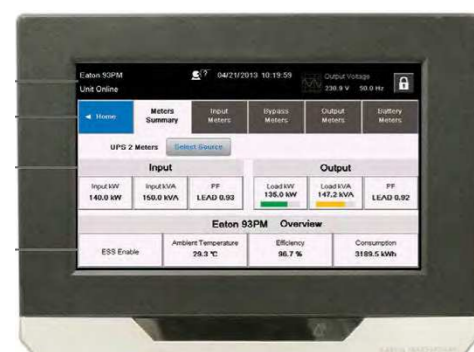 Eaton 93PM
04/21/2013 10:19:59
Output Voltage
Unit Online
230.9 V 50.0 Hz
◄ Home
Meters Summary
Input Meters
Bypass Meters
Output Meters
Battery Meters
UPS 2 Meters
Select Source
Input
Output
Input kW
140.0 kW
Input kVA
150.0 kVA
PF
LEAD 0.93
Load kW
135.0 kW
Load kVA
147.2 kVA
PF
LEAD 0.92
Eaton 93PM Overview
ESS Enable
Ambient Temperature
29.3 °C
Efficiency
96.7 %
Consumption
3189.5 kWh